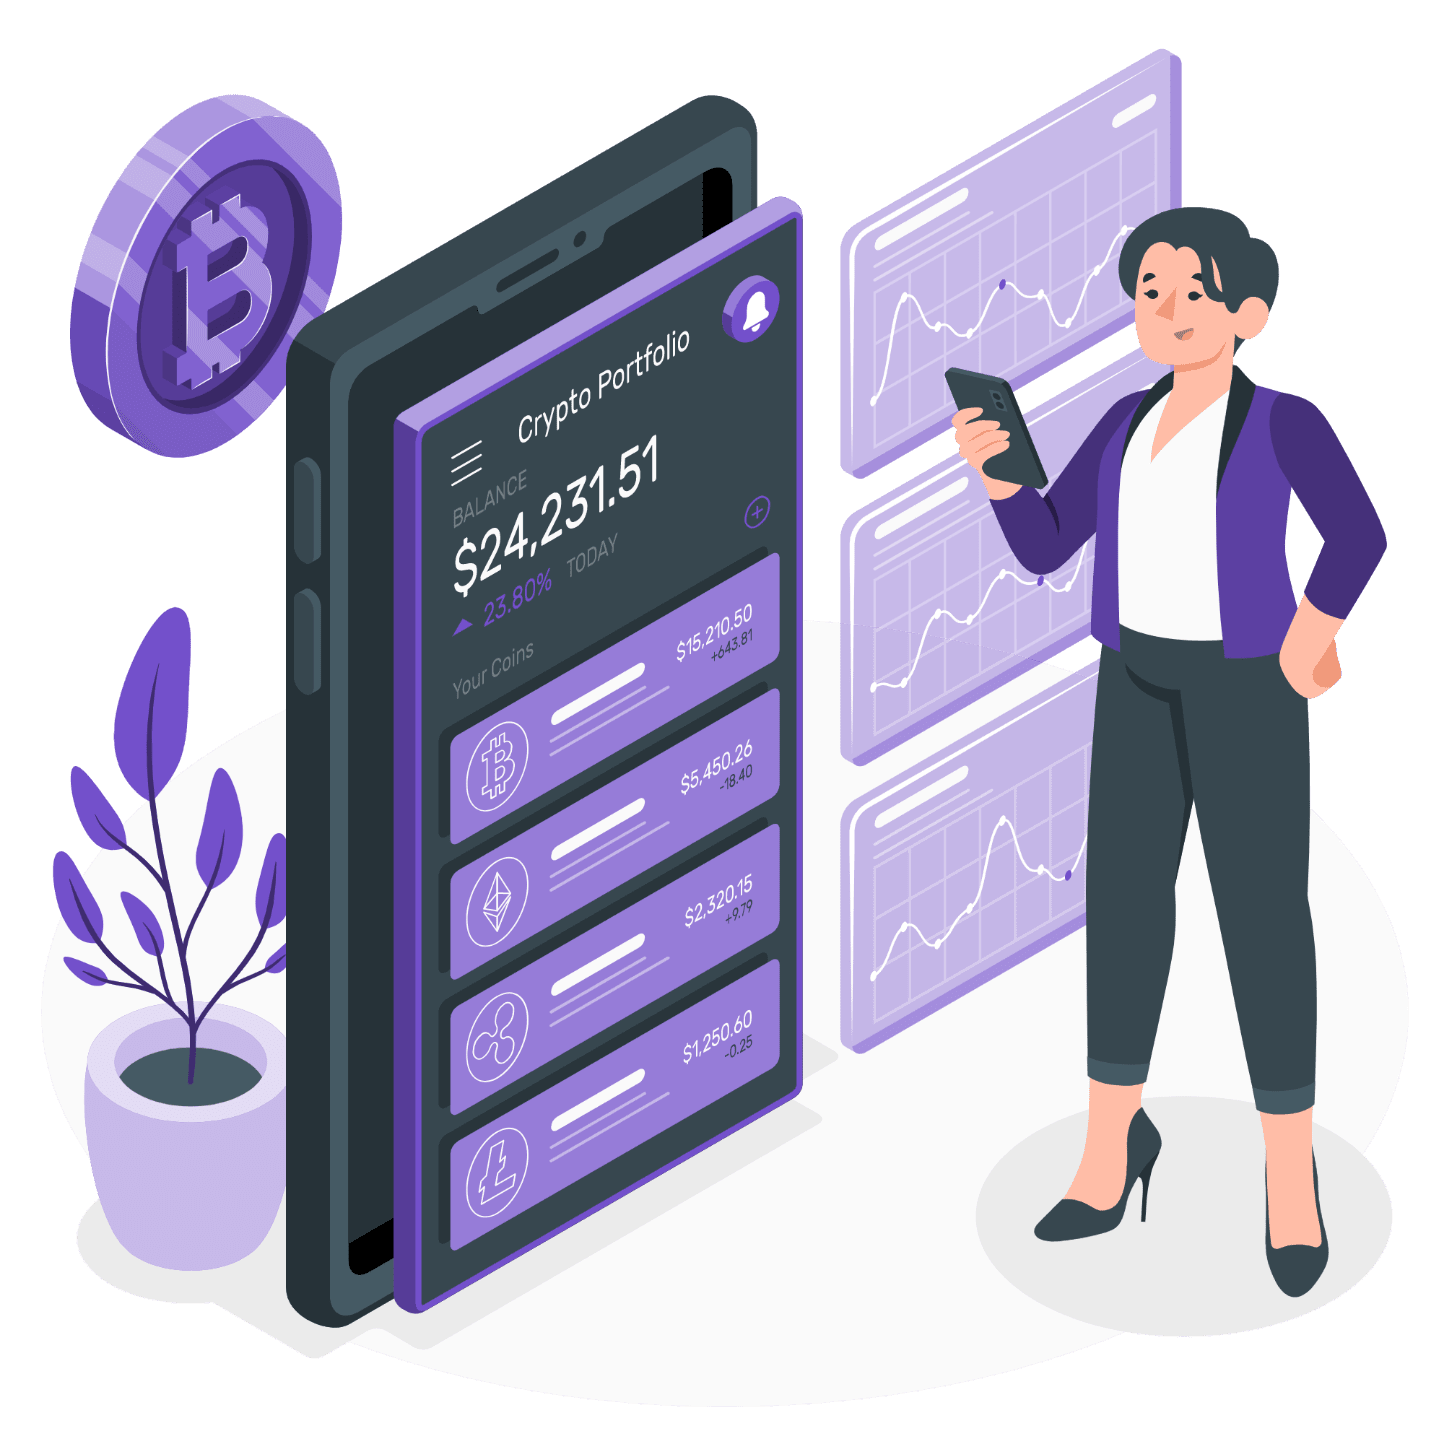 Crypto Portfolio
BALANCE
$24,231.51
23.80% TODAY
Your Coins
$15,210.50
+643.81
$5,450.26
-18.40
$2,320.15
+9.79
$1,250.60
-0.25